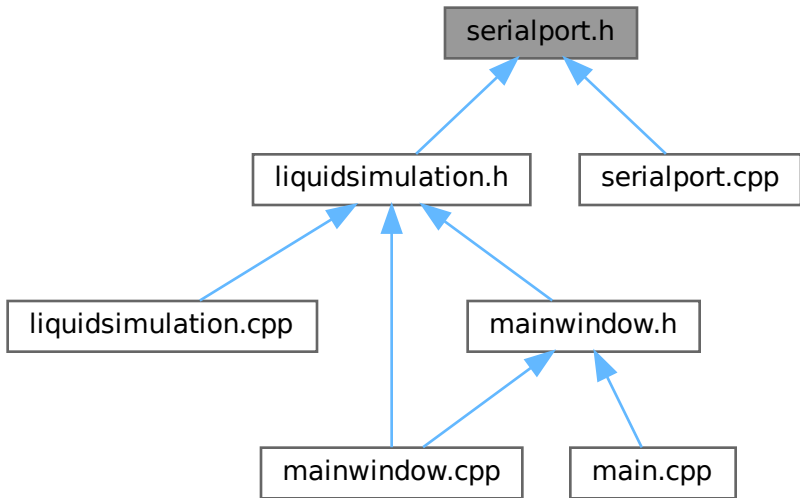 serialport.h
liquidsimulation.h
serialport.cpp
liquidsimulation.cpp
mainwindow.h
mainwindow.cpp
main.cpp